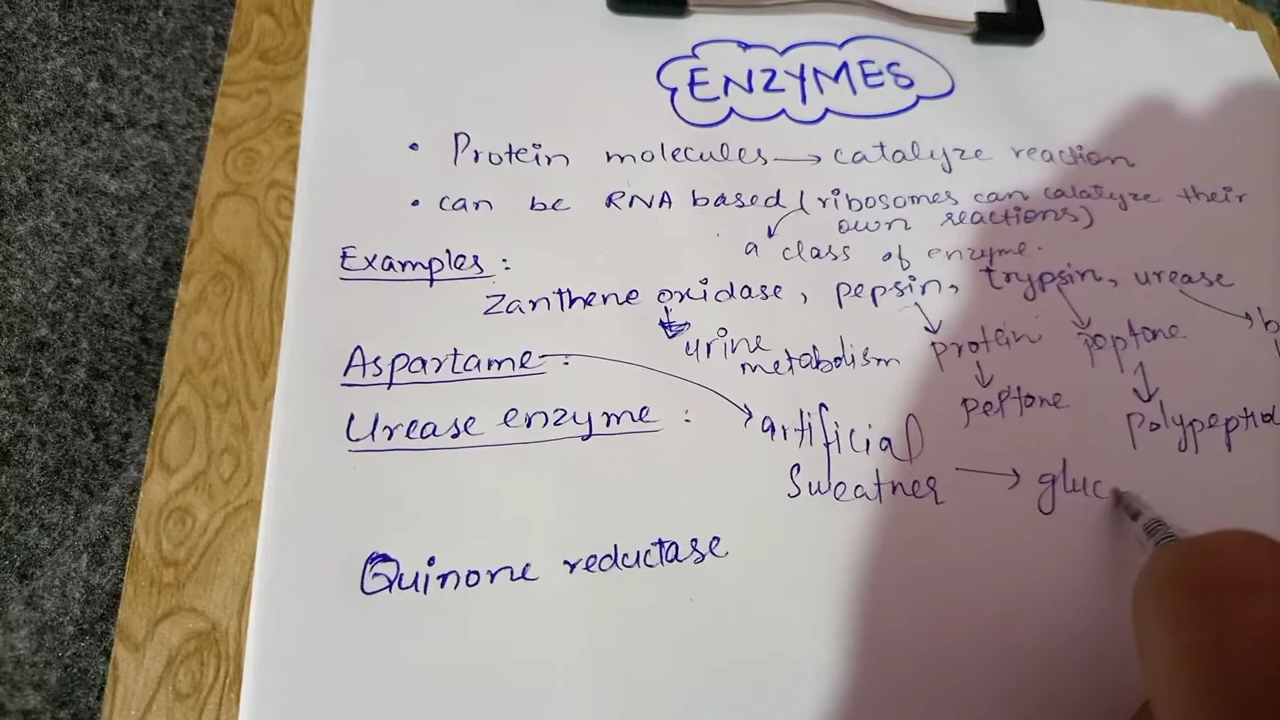 ENZYMES
• Protein molecules → catalyze reaction
• can be RNA based (ribosomes can catalyze their
own reactions)
a class of enzyme.
Examples :
Zanthene oxidase, pepsin, trypsin, urease
urine
metabolism
protein
↓
peptone
peptone
↓
polypeptid
Aspartame :
artificial
Sweatner → gluc
Urease enzyme :
Quinone reductase